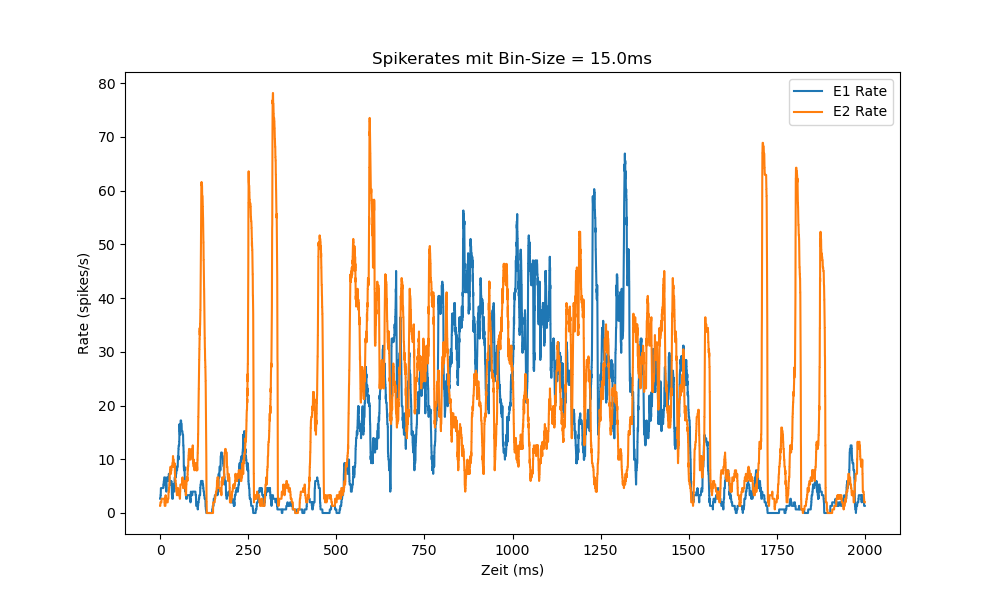 Spikerates mit Bin-Size = 15.0ms
E1 Rate
E2 Rate
Rate (spikes/s)
80
70
60
50
40
30
20
10
0
0 250 500 750 1000 1250 1500 1750 2000
Zeit (ms)